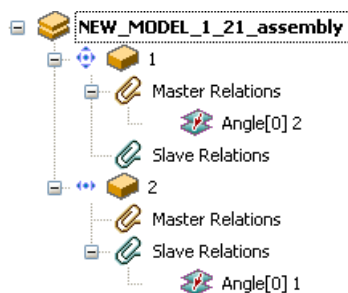 NEW_MODEL_1_21_assembly
1
Master Relations
Angle[0] 2
Slave Relations
2
Master Relations
Slave Relations
Angle[0] 1